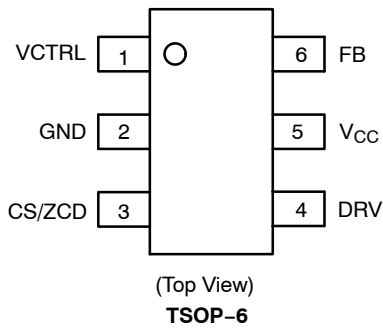 VCTRL 1 6 FB
GND 2 5 VCC
CS/ZCD 3 4 DRV
(Top View)
TSOP−6